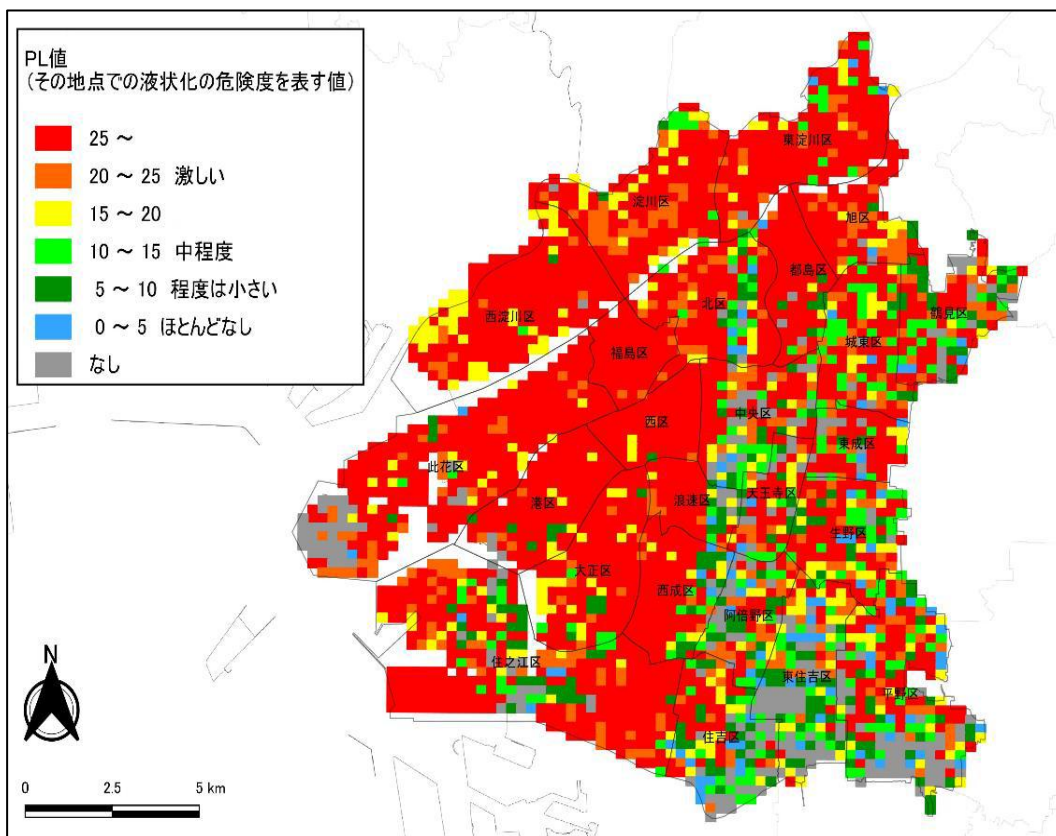 PL値
（その地点での液状化の危険度を表す値）
25 ～
20 ～ 25 激しい
15 ～ 20
10 ～ 15 中程度
5 ～ 10 程度は小さい
0 ～ 5 ほとんどなし
なし
東淀川区
淀川区
旭区
都島区
北区
西淀川区
鶴見区
城東区
福島区
中央区
西区
東成区
此花区
天王寺区
浪速区
港区
生野区
大正区
西成区
阿倍野区
住之江区
東住吉区
平野区
住吉区
N
0 2.5 5 km